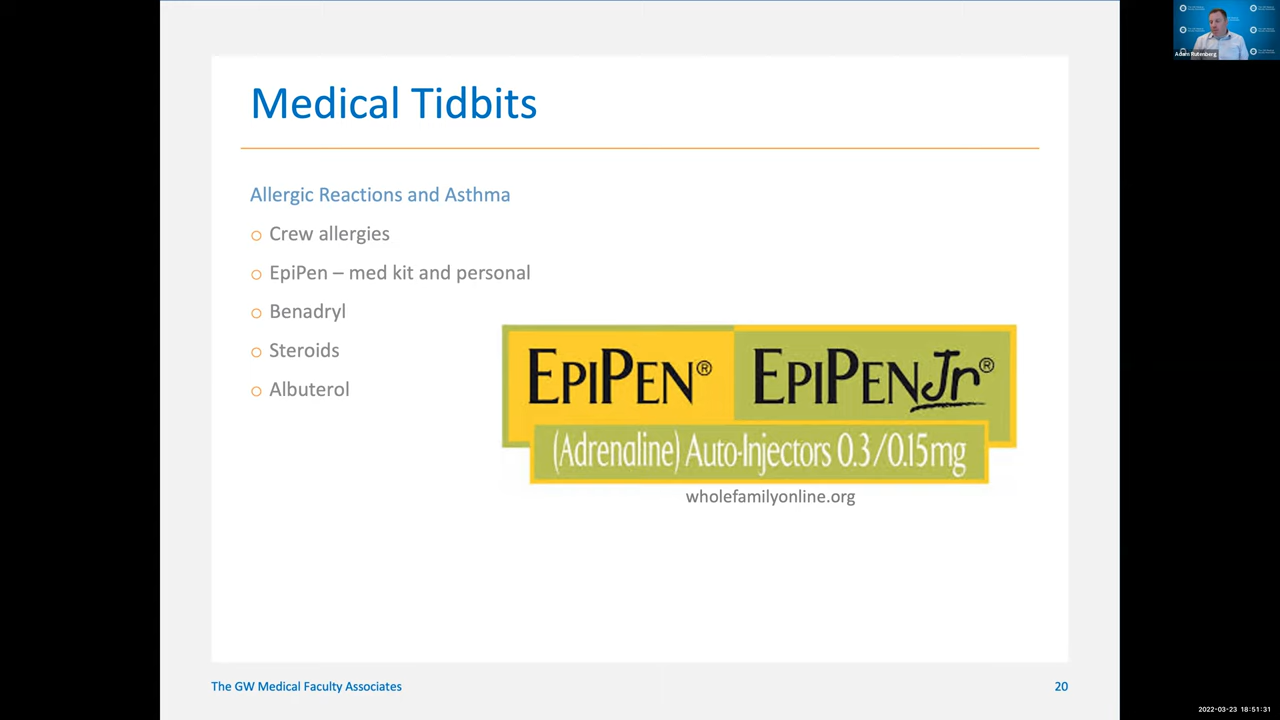 Medical Tidbits
Allergic Reactions and Asthma
o Crew allergies
o EpiPen – med kit and personal
o Benadryl
o Steroids
o Albuterol
EPIPEN® EPIPEN Jr®
(Adrenaline) Auto-Injectors 0.3/0.15mg
wholefamilyonline.org
The GW Medical Faculty Associates
20
Adam Rutenberg
2022-03-23 18:51:31